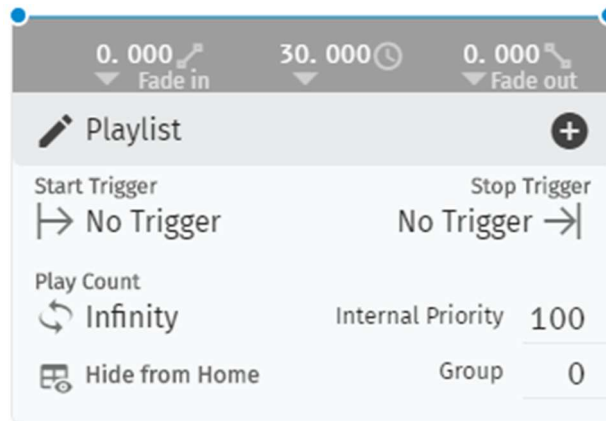 0. 000 30. 000 0. 000
Fade in Fade out
Playlist
Start Trigger Stop Trigger
No Trigger No Trigger
Play Count
Infinity Internal Priority 100
Hide from Home Group 0